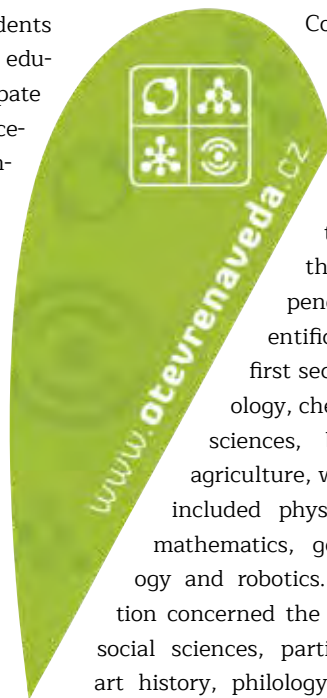 dents
edu-
pate
ce-
www.otevrenaveda.cz
Co
t
th
pen
entific
first sec
ology, che
sciences,
agriculture, w
included phys
mathematics, ge
ogy and robotics.
tion concerned the
social sciences, parti
art history, philology